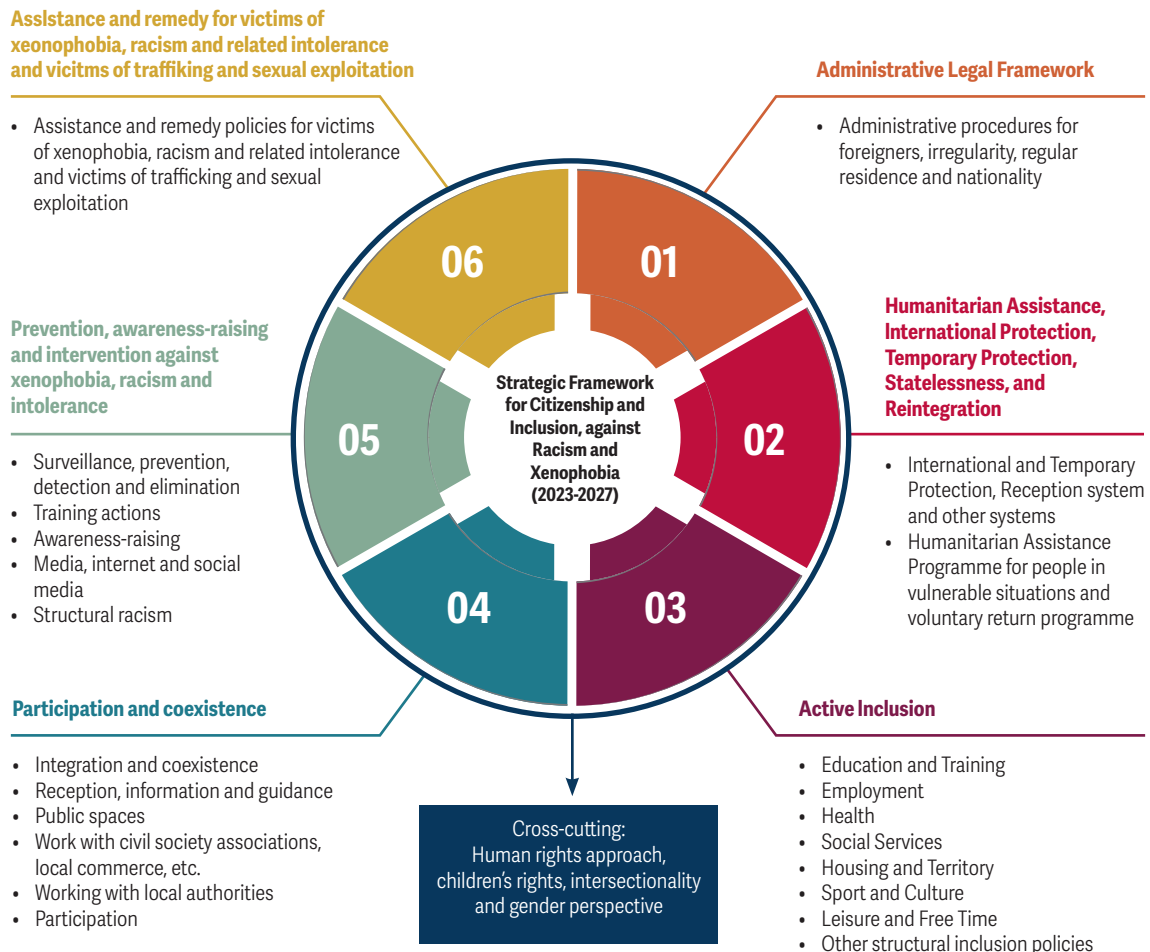 Assistance and remedy for victims of
xeonophobia, racism and related intolerance
and vicitms of traffiking and sexual exploitation
• Assistance and remedy policies for victims
of xenophobia, racism and related intolerance
and victims of trafficking and sexual
exploitation
Administrative Legal Framework
• Administrative procedures for
foreigners, irregularity, regular
residence and nationality
06
01
Prevention, awareness-raising
and intervention against
xenophobia, racism and
intolerance
• Surveillance, prevention,
detection and elimination
• Training actions
• Awareness-raising
• Media, internet and social
media
• Structural racism
05
Strategic Framework
for Citizenship and
Inclusion, against
Racism and
Xenophobia
(2023-2027)
02
Humanitarian Assistance,
International Protection,
Temporary Protection,
Statelessness, and
Reintegration
• International and Temporary
Protection, Reception system
and other systems
• Humanitarian Assistance
Programme for people in
vulnerable situations and
voluntary return programme
04
03
Participation and coexistence
• Integration and coexistence
• Reception, information and guidance
• Public spaces
• Work with civil society associations,
local commerce, etc.
• Working with local authorities
• Participation
Cross-cutting:
Human rights approach,
children's rights, intersectionality
and gender perspective
Active Inclusion
• Education and Training
• Employment
• Health
• Social Services
• Housing and Territory
• Sport and Culture
• Leisure and Free Time
• Other structural inclusion policies